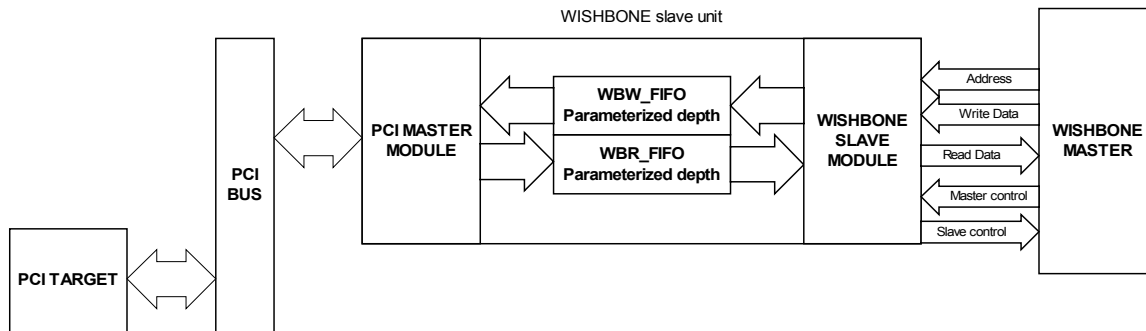 WISHBONE slave unit
PCI TARGET
PCI
BUS
PCI MASTER
MODULE
WBW_FIFO
Parameterized depth
WBR_FIFO
Parameterized depth
WISHBONE
SLAVE
MODULE
Address
Write Data
Read Data
Master control
Slave control
WISHBONE
MASTER